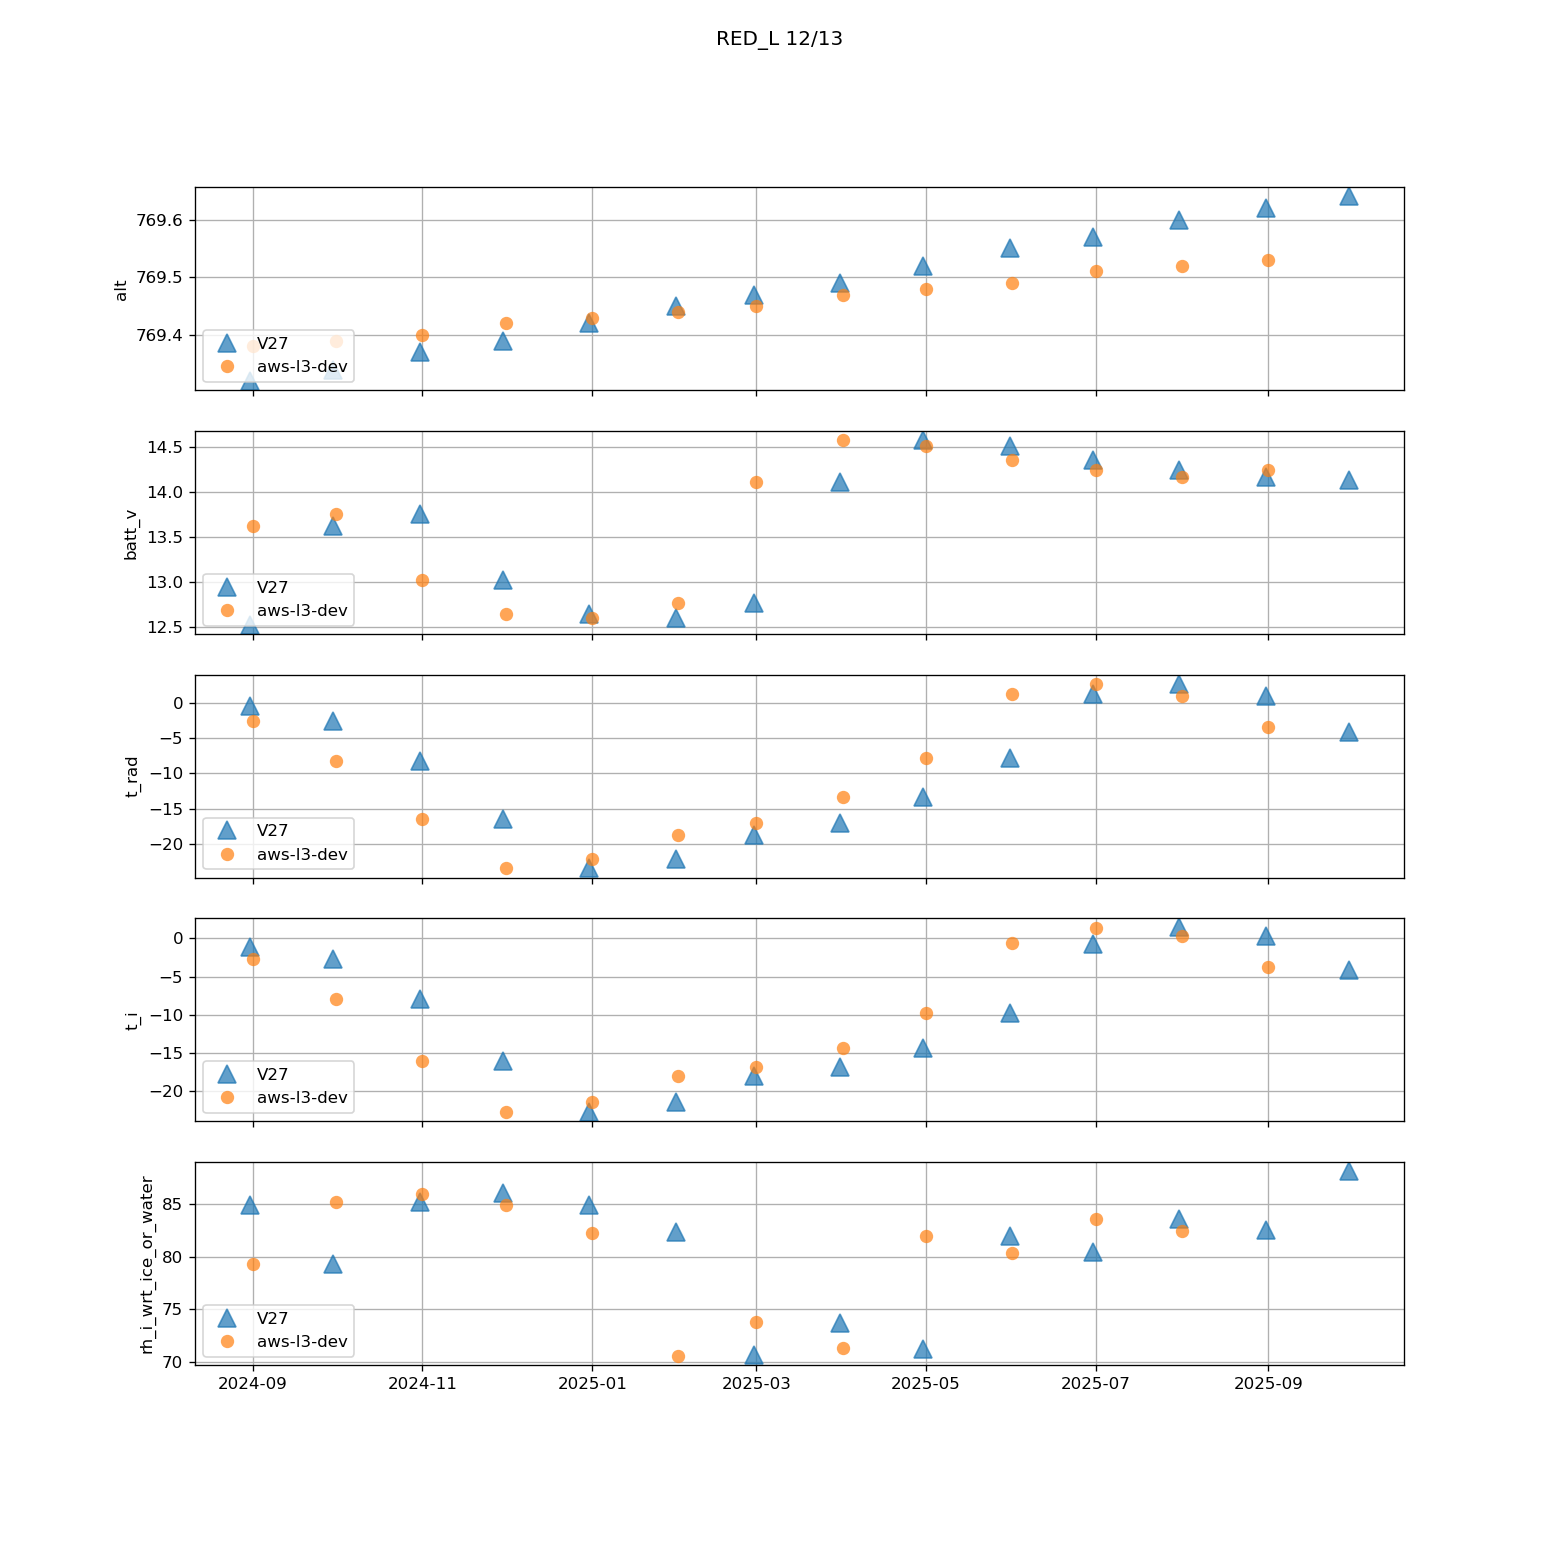 RED_L 12/13
769.6
769.5
769.4
alt
V27
aws-l3-dev
14.5
14.0
13.5
13.0
12.5
batt_v
V27
aws-l3-dev
0
−5
−10
−15
−20
t_rad
V27
aws-l3-dev
0
−5
−10
−15
−20
t_i
V27
aws-l3-dev
85
80
75
70
rh_i_wrt_ice_or_water
V27
aws-l3-dev
2024-09 2024-11 2025-01 2025-03 2025-05 2025-07 2025-09